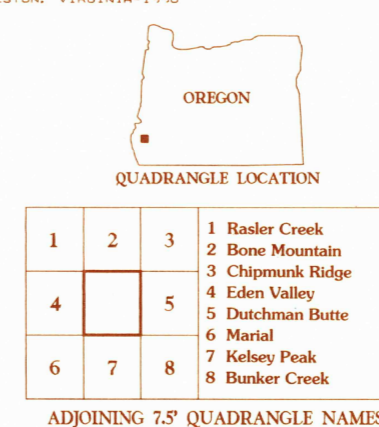 VIRGINIA-1990
OREGON
QUADRANGLE LOCATION
1 2 3
4 5
6 7 8
1 Rasler Creek
2 Bone Mountain
3 Chipmunk Ridge
4 Eden Valley
5 Dutchman Butte
6 Marial
7 Kelsey Peak
8 Bunker Creek
ADJOINING 7.5' QUADRANGLE NAMES